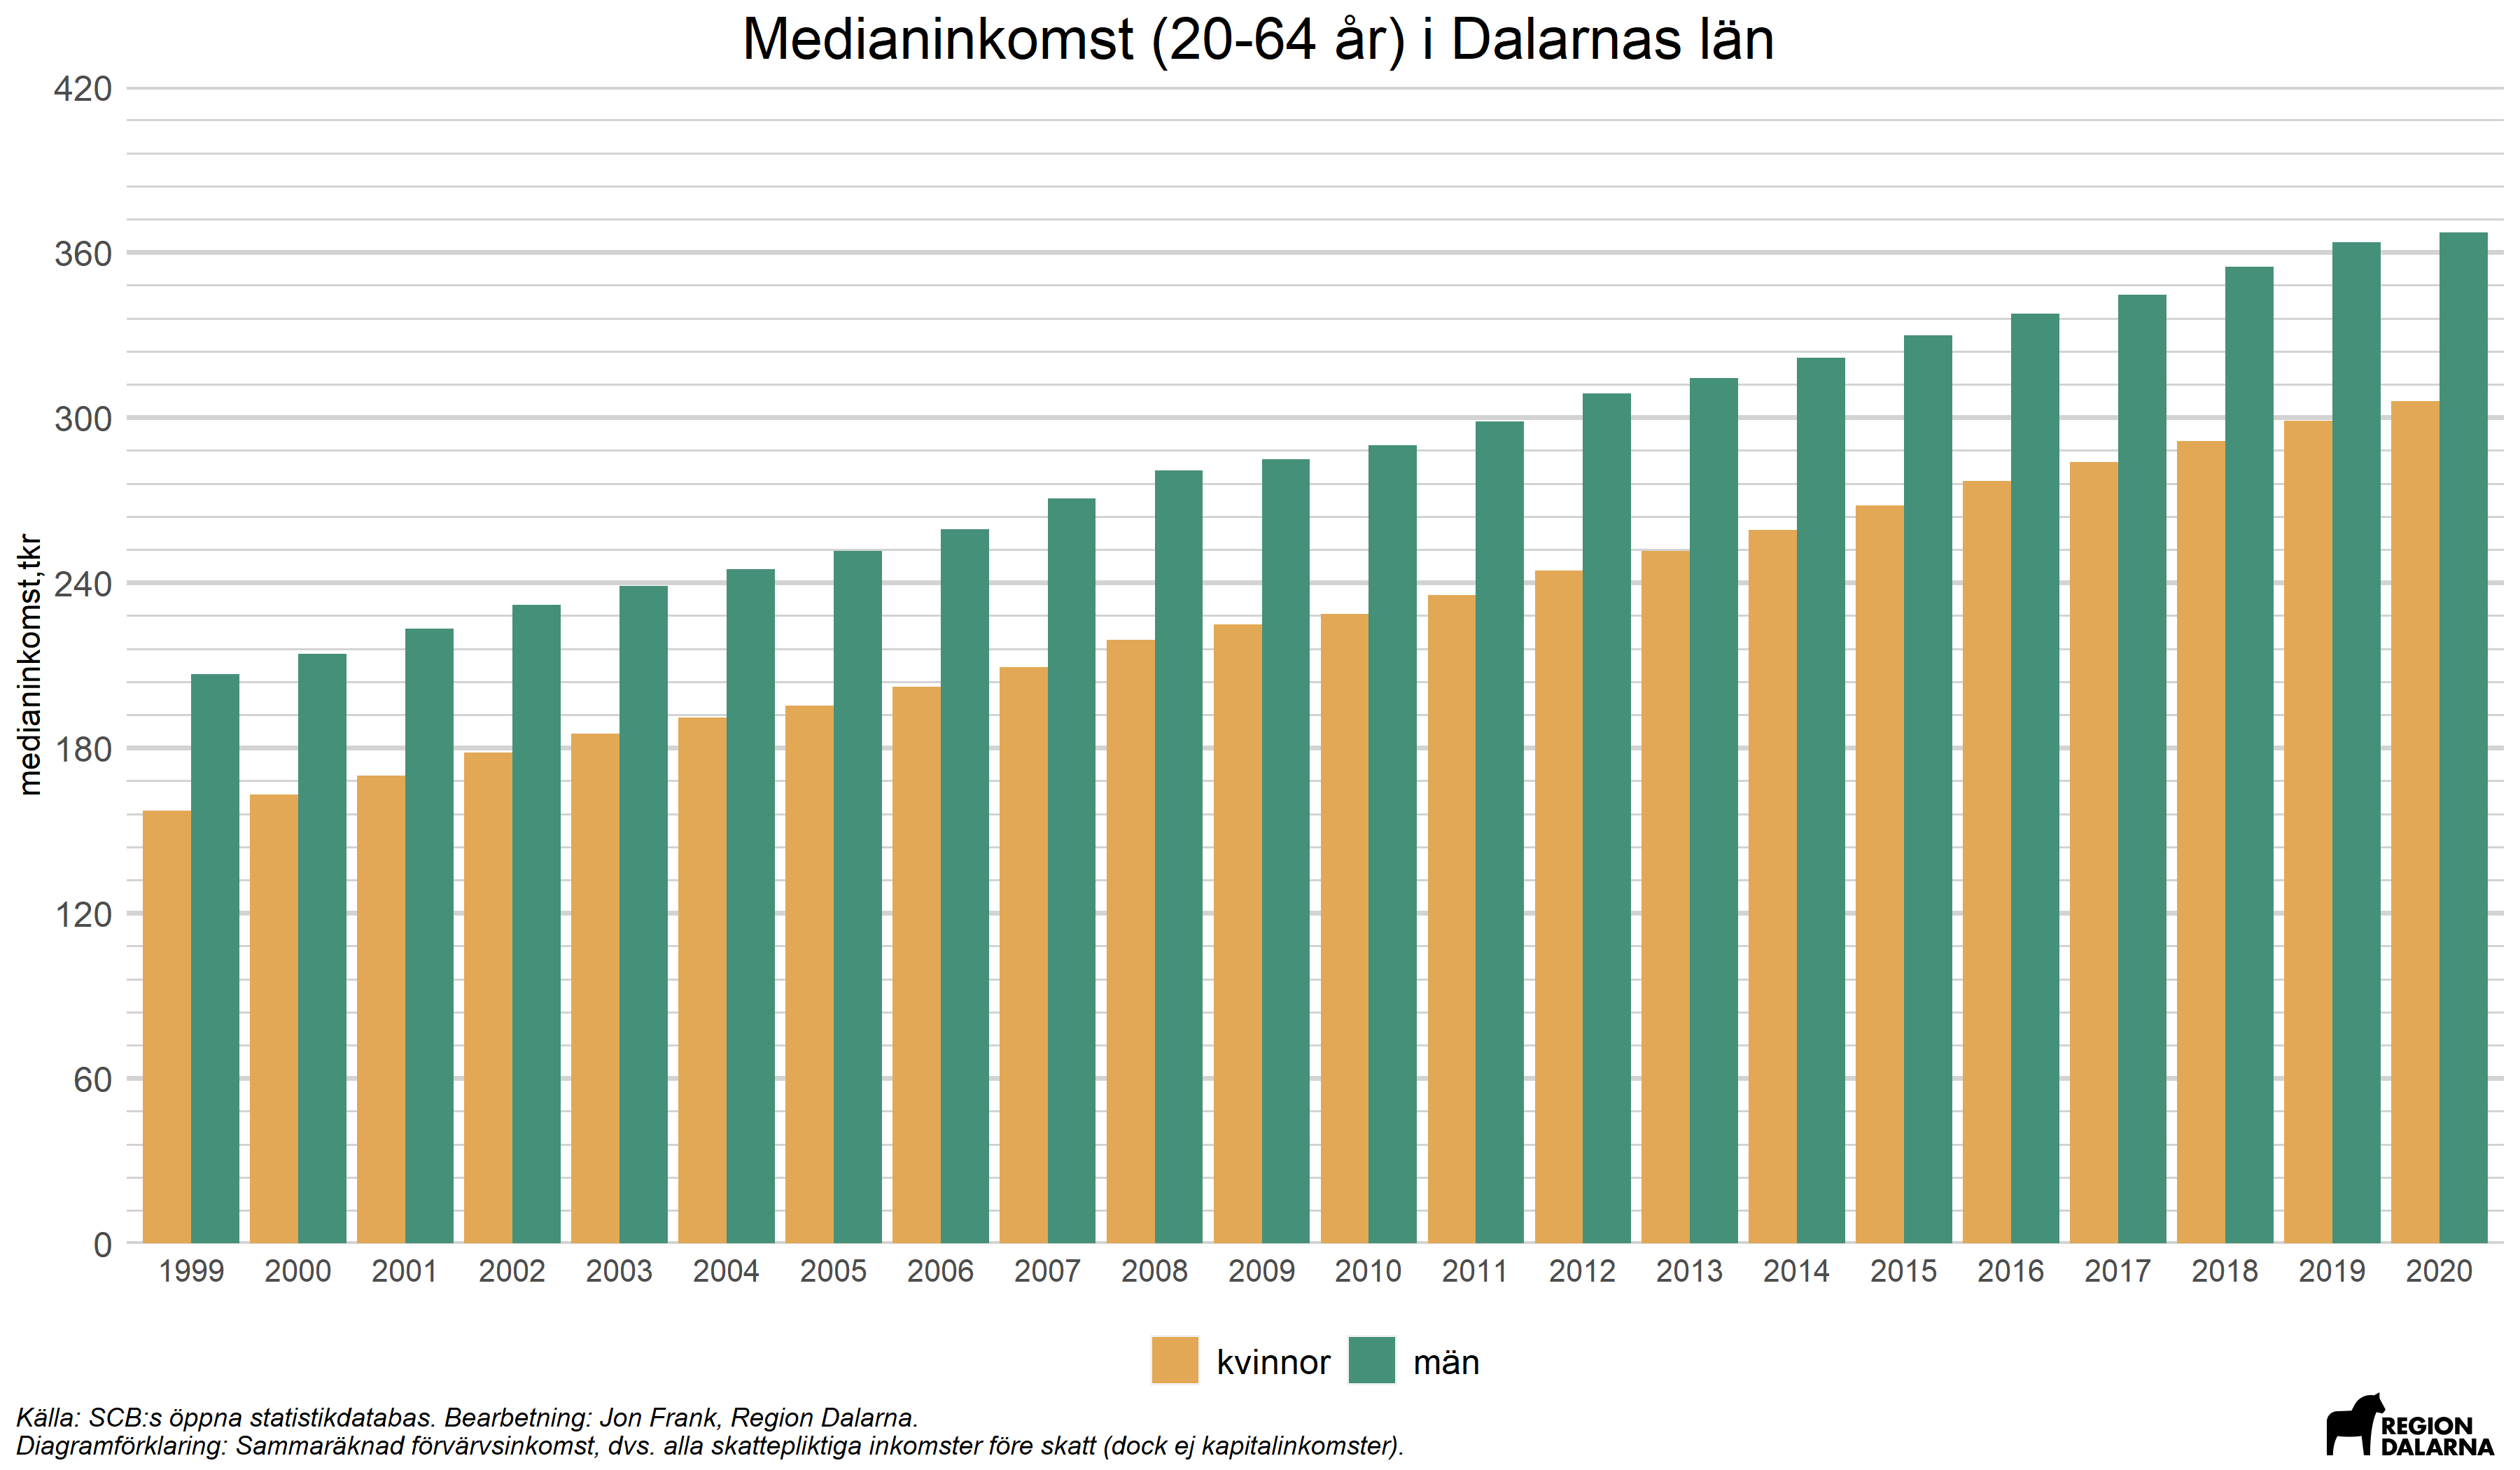 Medianinkomst (20-64 år) i Dalarnas län
420
360
300
240
180
120
60
0
medianinkomst,tkr
1999 2000 2001 2002 2003 2004 2005 2006 2007 2008 2009 2010 2011 2012 2013 2014 2015 2016 2017 2018 2019 2020
kvinnor män
Källa: SCB:s öppna statistikdatabas. Bearbetning: Jon Frank, Region Dalarna.
Diagramförklaring: Sammaräknad förvärvsinkomst, dvs. alla skattepliktiga inkomster före skatt (dock ej kapitalinkomster).
REGION
DALARNA